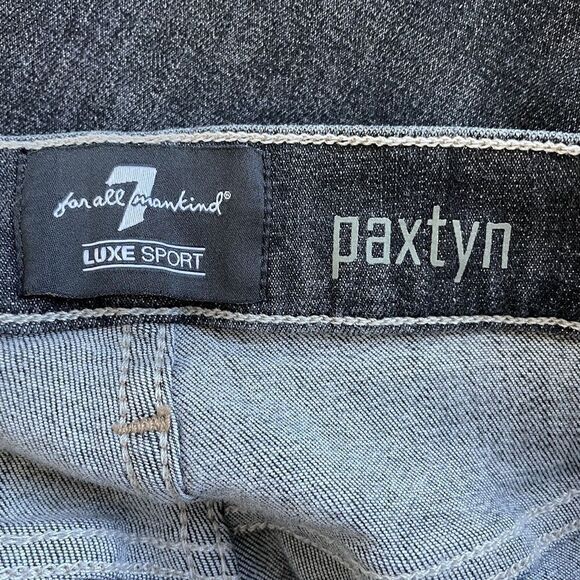 7
for all mankind®
LUXE SPORT
paxtyn